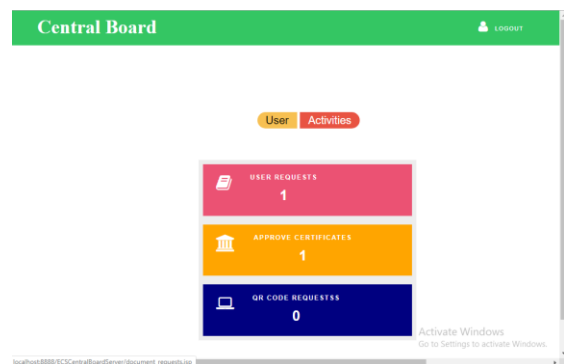 Central Board
LOGOUT
User Activities
USER REQUESTS
1
APPROVE CERTIFICATES
1
QR CODE REQUESTSS
0
Activate Windows
Go to Settings to activate Windows.
localhost:8888/ECSCentralBoardServer/document_requests.jsp